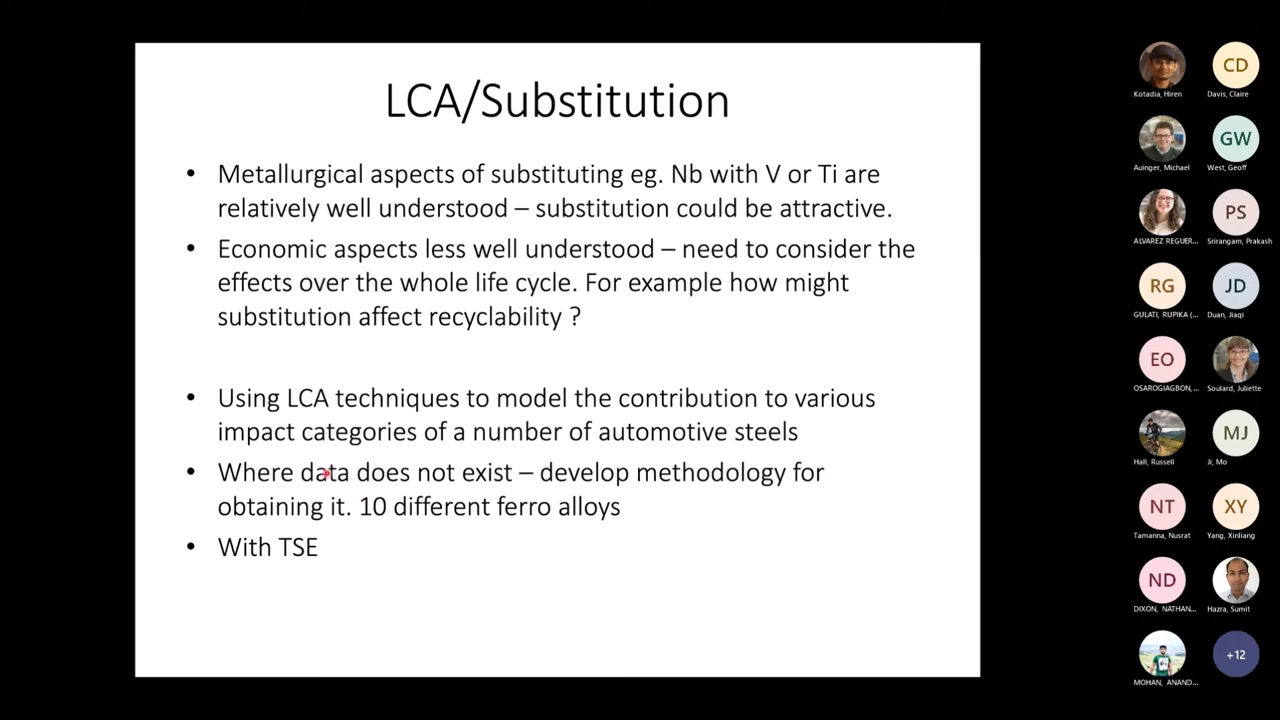 LCA/Substitution
• Metallurgical aspects of substituting eg. Nb with V or Ti are
relatively well understood – substitution could be attractive.
• Economic aspects less well understood – need to consider the
effects over the whole life cycle. For example how might
substitution affect recyclability ?
• Using LCA techniques to model the contribution to various
impact categories of a number of automotive steels
• Where data does not exist – develop methodology for
obtaining it. 10 different ferro alloys
• With TSE
CD
Kotadia, Hiren
Davis, Claire
GW
Auinger, Michael
West, Geoff
PS
ALVAREZ REGUER...
Srirangam, Prakash
RG
JD
GULATI, RUPIKA (...
Duan, Jiaqi
EO
OSAROGIAGBON,...
Soulard, Juliette
MJ
Hall, Russell
Ji, Mo
NT
XY
Tamanna, Nusrat
Yang, Xinliang
ND
DIXON, NATHAN...
Hazra, Sumit
+12
MOHAN, ANAND...